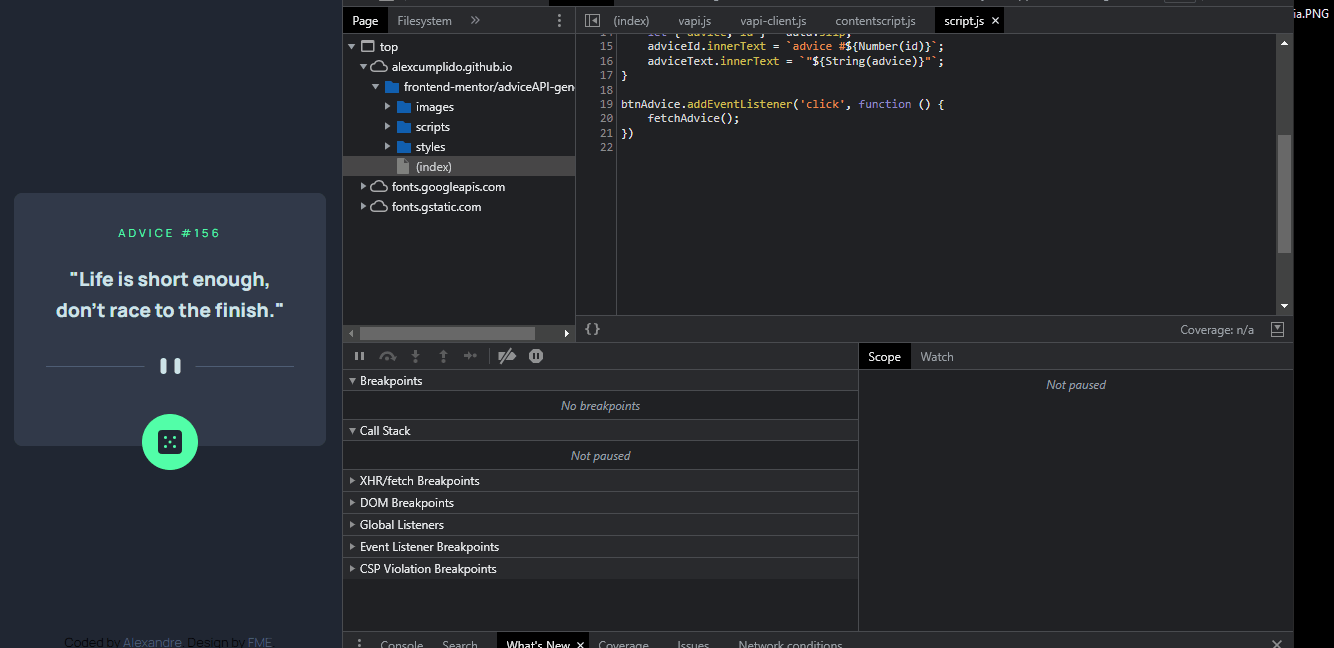 ADVICE #156
"Life is short enough,
don't race to the finish."
Coded by Alexandre. Design by FME
Page Filesystem »
top
alexcumplido.github.io
frontend-mentor/adviceAPI-gen
images
scripts
styles
(index)
fonts.googleapis.com
fonts.gstatic.com
(index) vapi.js vapi-client.js contentscript.js script.js ×
14 let { advice, id } = data.slip;
15 adviceId.innerText = `advice #${Number(id)}`;
16 adviceText.innerText = `"${String(advice)}"`;
17 }
18
19 btnAdvice.addEventListener('click', function () {
20 fetchAdvice();
21 })
22
{} Coverage: n/a
Breakpoints
No breakpoints
Call Stack
Not paused
XHR/fetch Breakpoints
DOM Breakpoints
Global Listeners
Event Listener Breakpoints
CSP Violation Breakpoints
Scope Watch
Not paused
Console Search What's New × Coverage Issues Network conditions ×
ia.PNG